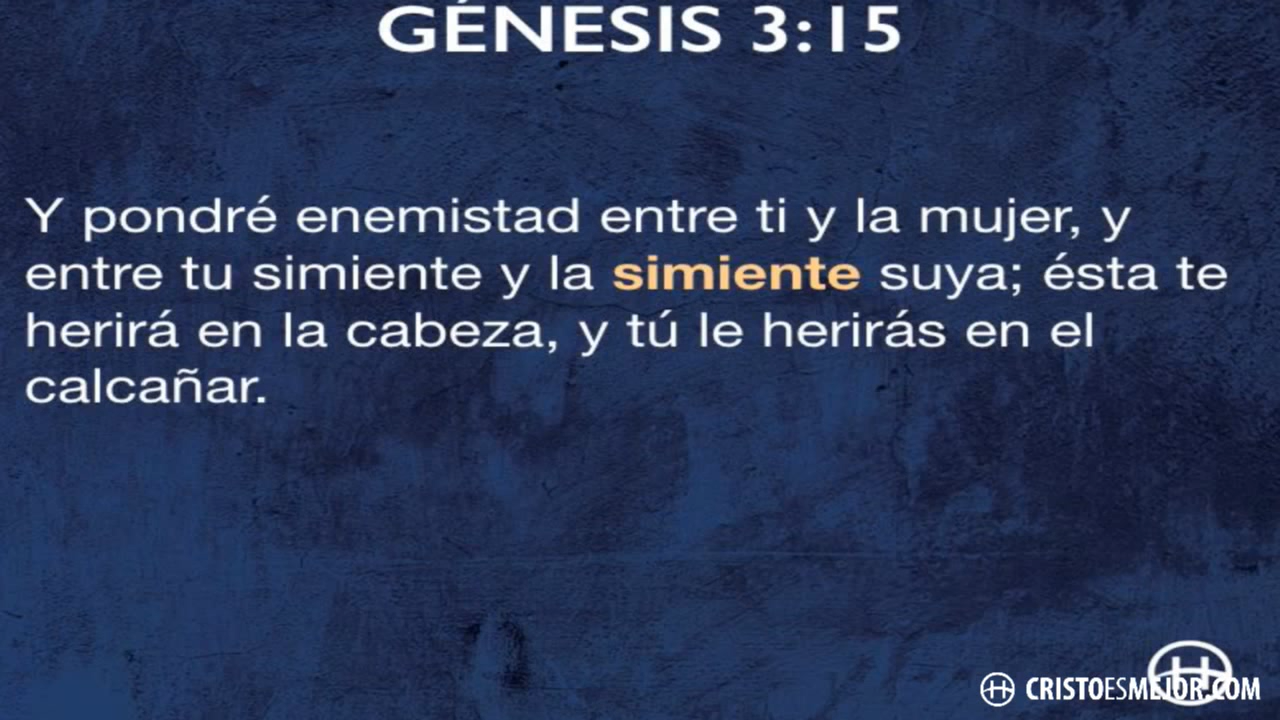 GÉNESIS 3:15
Y pondré enemistad entre ti y la mujer, y
entre tu simiente y la simiente suya; ésta te
herirá en la cabeza, y tú le herirás en el
calcañar.
CRISTOESMEJOR.COM